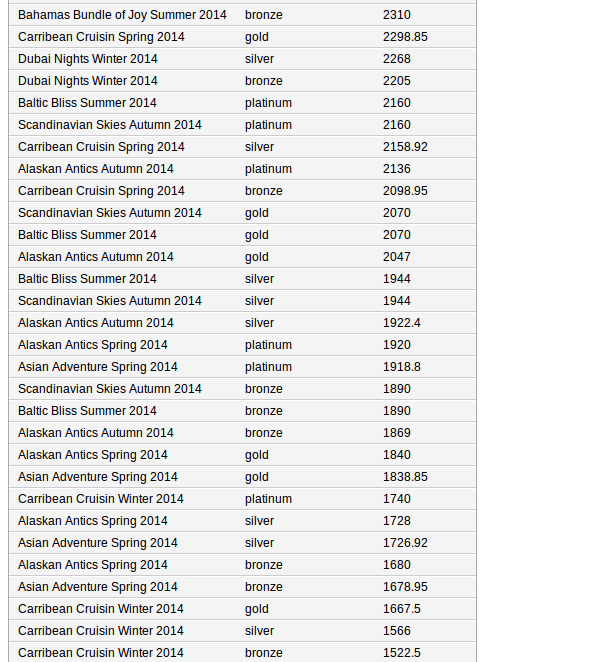 Bahamas Bundle of Joy Summer 2014 bronze 2310
Carribean Cruisin Spring 2014 gold 2298.85
Dubai Nights Winter 2014 silver 2268
Dubai Nights Winter 2014 bronze 2205
Baltic Bliss Summer 2014 platinum 2160
Scandinavian Skies Autumn 2014 platinum 2160
Carribean Cruisin Spring 2014 silver 2158.92
Alaskan Antics Autumn 2014 platinum 2136
Carribean Cruisin Spring 2014 bronze 2098.95
Scandinavian Skies Autumn 2014 gold 2070
Baltic Bliss Summer 2014 gold 2070
Alaskan Antics Autumn 2014 gold 2047
Baltic Bliss Summer 2014 silver 1944
Scandinavian Skies Autumn 2014 silver 1944
Alaskan Antics Autumn 2014 silver 1922.4
Alaskan Antics Spring 2014 platinum 1920
Asian Adventure Spring 2014 platinum 1918.8
Scandinavian Skies Autumn 2014 bronze 1890
Baltic Bliss Summer 2014 bronze 1890
Alaskan Antics Autumn 2014 bronze 1869
Alaskan Antics Spring 2014 gold 1840
Asian Adventure Spring 2014 gold 1838.85
Carribean Cruisin Winter 2014 platinum 1740
Alaskan Antics Spring 2014 silver 1728
Asian Adventure Spring 2014 silver 1726.92
Alaskan Antics Spring 2014 bronze 1680
Asian Adventure Spring 2014 bronze 1678.95
Carribean Cruisin Winter 2014 gold 1667.5
Carribean Cruisin Winter 2014 silver 1566
Carribean Cruisin Winter 2014 bronze 1522.5